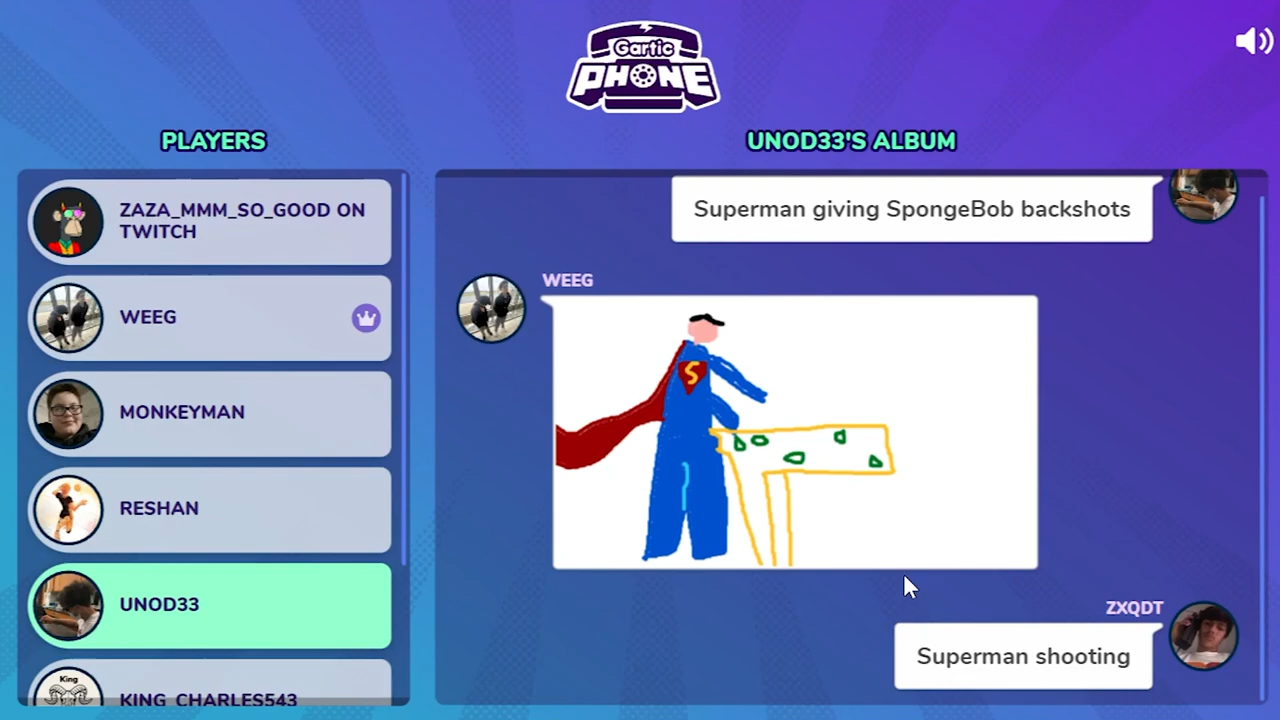 Gartic
PHONE
PLAYERS
UNOD33'S ALBUM
ZAZA_MMM_SO_GOOD ON
TWITCH
WEEG
MONKEYMAN
RESHAN
UNOD33
King
KING_CHARLES543
Superman giving SpongeBob backshots
WEEG
S
ZXQDT
Superman shooting